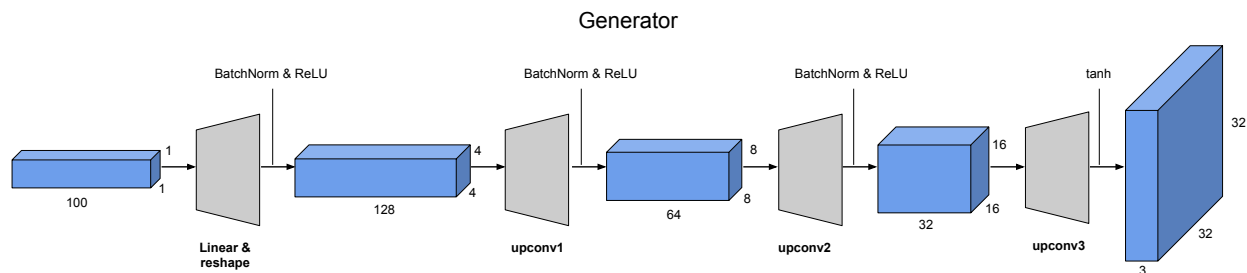 Generator
BatchNorm & ReLU
BatchNorm & ReLU
BatchNorm & ReLU
tanh
1
1
100
4
4
128
8
8
64
16
16
32
32
32
3
Linear &
reshape
upconv1
upconv2
upconv3